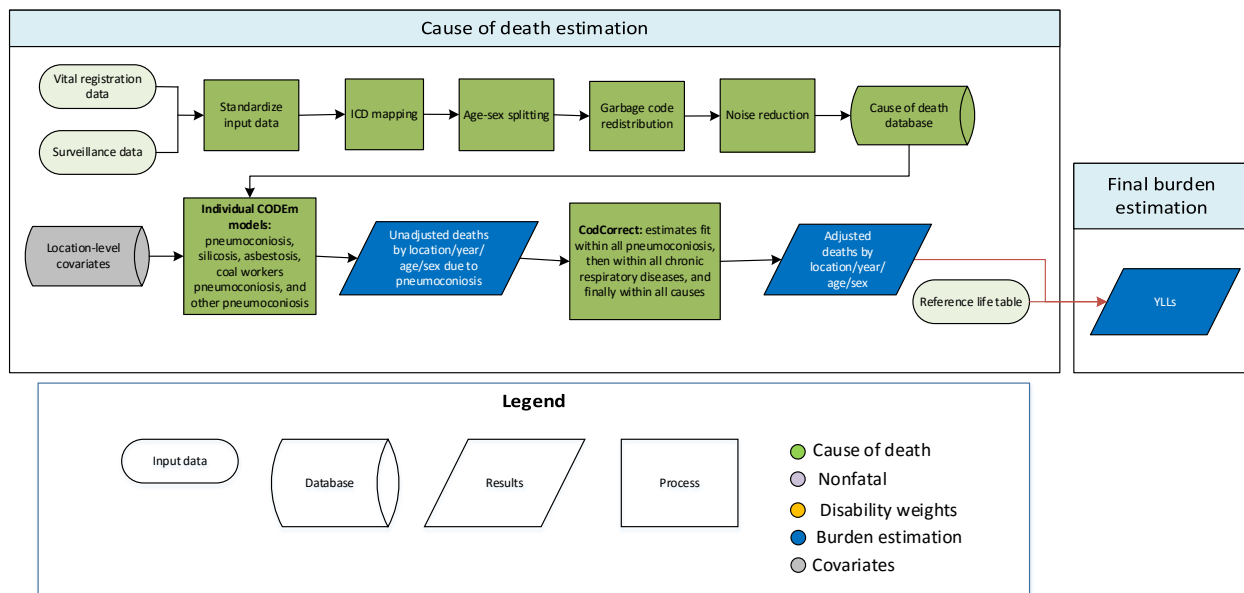 Cause of death estimation
Vital registration
data
Surveillance data
Standardize
input data
ICD mapping
Age-sex splitting
Garbage code
redistribution
Noise reduction
Cause of death
database
Location-level
covariates
Individual CODEm
models:
pneumoconiosis,
silicosis, asbestosis,
coal workers
pneumoconiosis, and
other pneumoconiosis
Unadjusted deaths
by location/year/
age/sex due to
pneumoconiosis
CodCorrect: estimates fit
within all pneumoconiosis,
then within all chronic
respiratory diseases, and
finally within all causes
Adjusted
deaths by
location/year/
age/sex
Reference life table
Final burden
estimation
YLLs
Legend
Input data
Database
Results
Process
Cause of death
Nonfatal
Disability weights
Burden estimation
Covariates